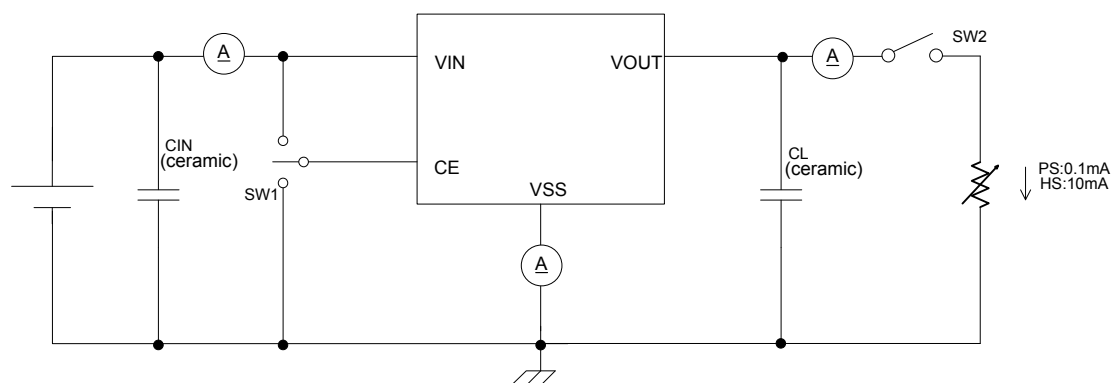 A
A
SW2
VIN
VOUT
CIN
(ceramic)
CE
SW1
VSS
CL
(ceramic)
PS:0.1mA
HS:10mA
A